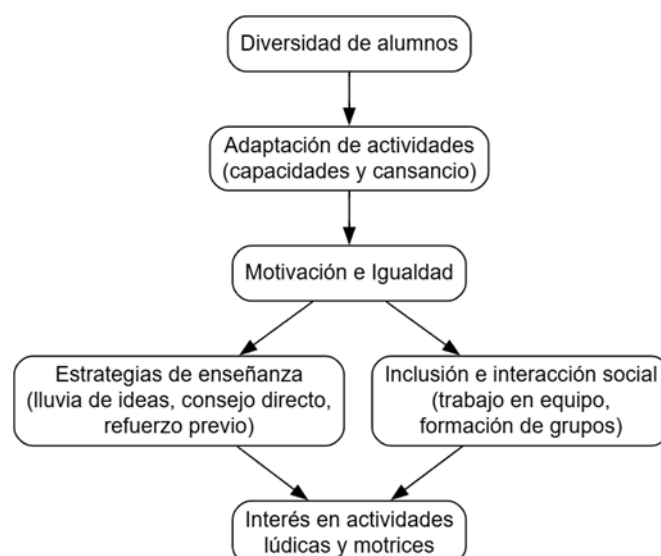 Diversidad de alumnos
Adaptación de actividades
(capacidades y cansancio)
Motivación e Igualdad
Estrategias de enseñanza
(lluvia de ideas, consejo directo,
refuerzo previo)
Inclusión e interacción social
(trabajo en equipo,
formación de grupos)
Interés en actividades
lúdicas y motrices